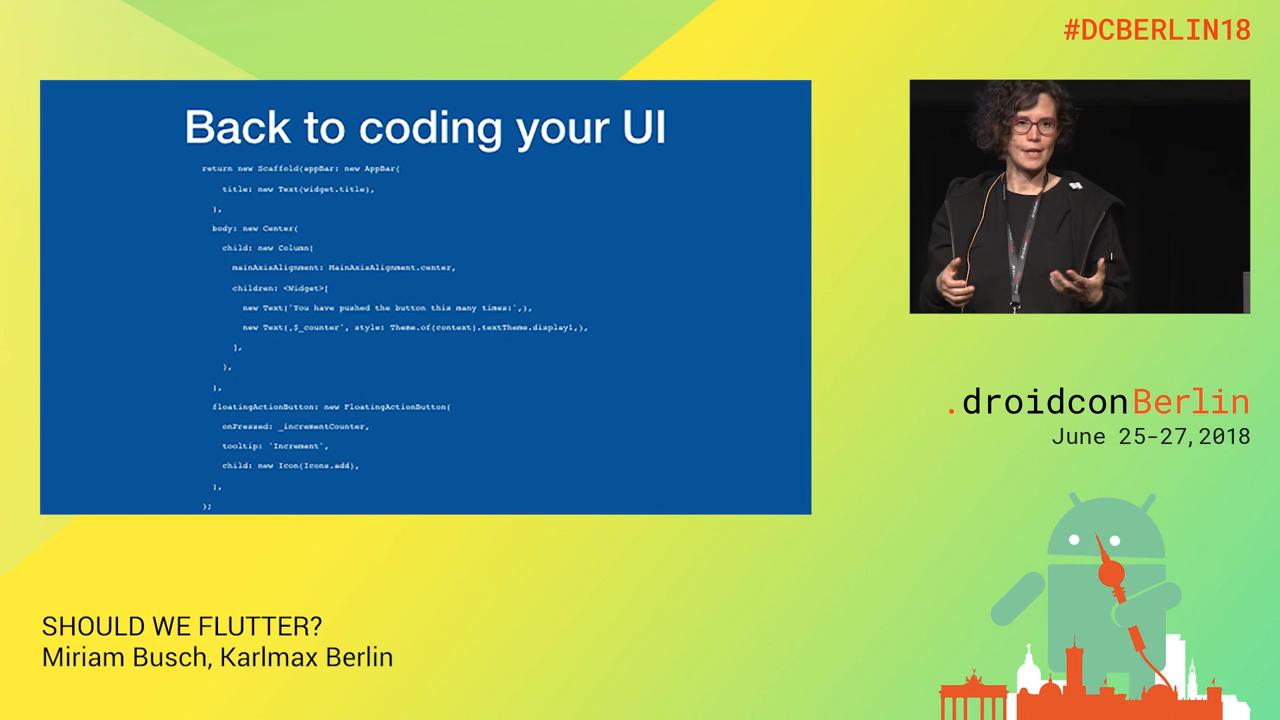 #DCBERLIN18
Back to coding your UI
return new Scaffold(appBar: new AppBar(
title: new Text(widget.title),
),
body: new Center(
child: new Column(
mainAxisAlignment: MainAxisAlignment.center,
children: <Widget>[
new Text('You have pushed the button this many times:',),
new Text(‚$_counter', style: Theme.of(context).textTheme.display1,),
],
),
),
floatingActionButton: new FloatingActionButton(
onPressed: _incrementCounter,
tooltip: 'Increment',
child: new Icon(Icons.add),
),
);
.droidconBerlin
June 25-27, 2018
SHOULD WE FLUTTER?
Miriam Busch, Karlmax Berlin